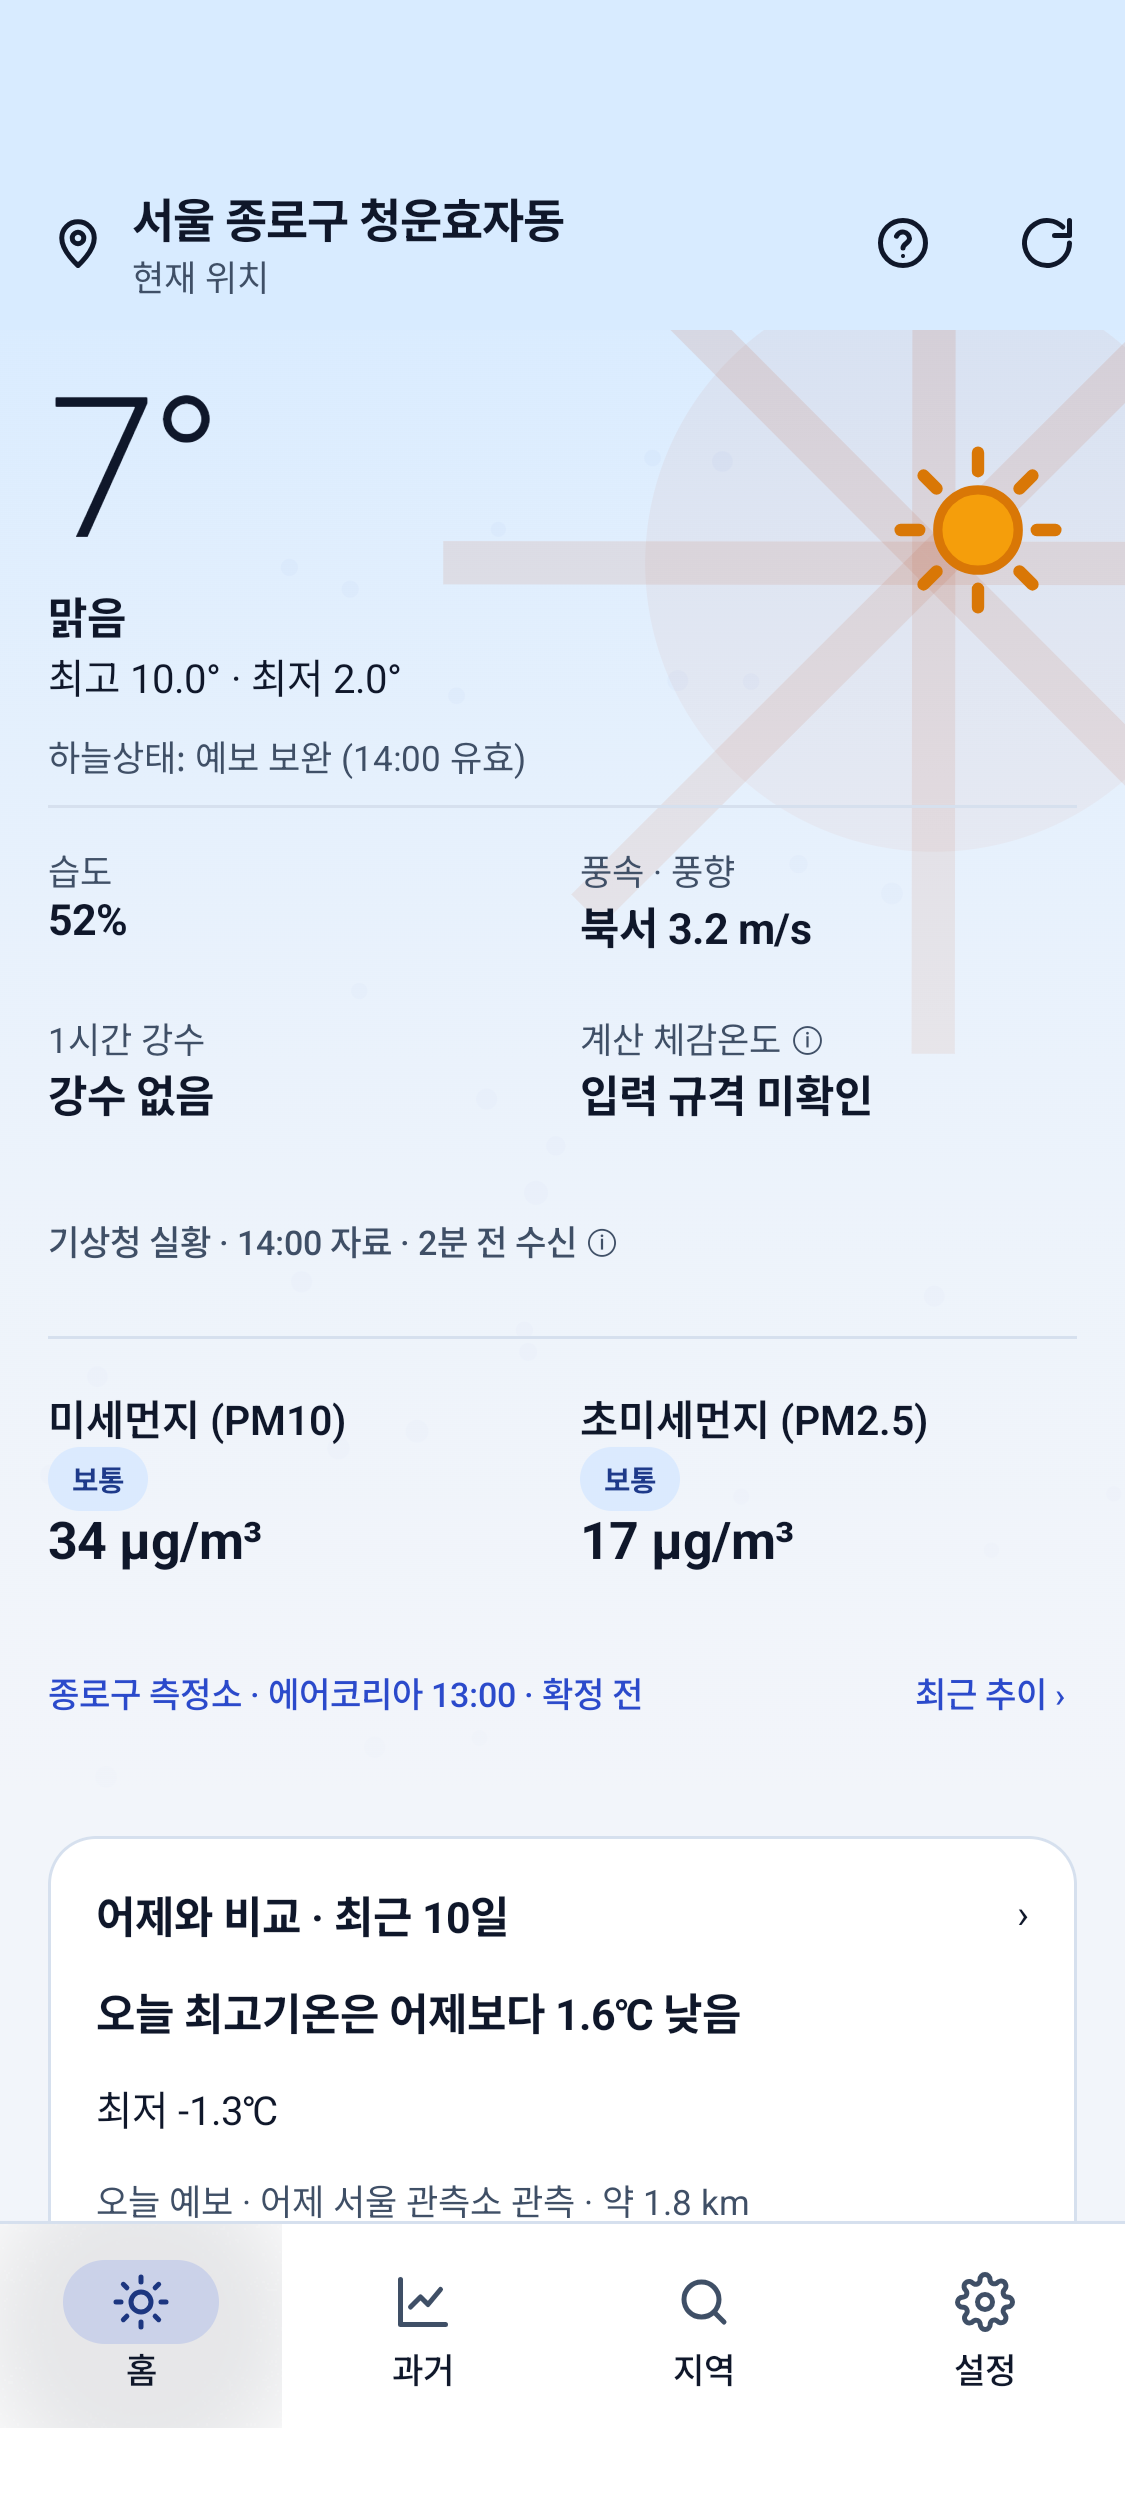 서울 종로구 청운효자동
현재 위치
7°
맑음
최고 10.0° · 최저 2.0°
하늘상태: 예보 보완 (14:00 유효)
습도
52%
풍속 · 풍향
북서 3.2 m/s
1시간 강수
강수 없음
계산 체감온도 ⓘ
입력 규격 미확인
기상청 실황 · 14:00 자료 · 2분 전 수신 ⓘ
미세먼지 (PM10)
보통
34 µg/m³
초미세먼지 (PM2.5)
보통
17 µg/m³
종로구 측정소 · 에어코리아 13:00 · 확정 전
최근 추이 ›
어제와 비교 · 최근 10일 ›
오늘 최고기온은 어제보다 1.6℃ 낮음
최저 -1.3℃
오늘 예보 · 어제 서울 관측소 관측 · 약 1.8 km
홈
과거
지역
설정